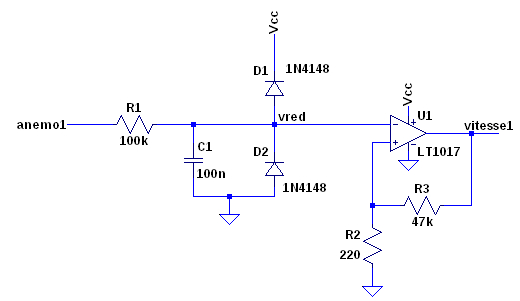 Vcc
D1
1N4148
Vcc
R1
vred
U1
vitesse1
anemo1
100k
C1
D2
LT1017
100n
1N4148
R3
47k
R2
220